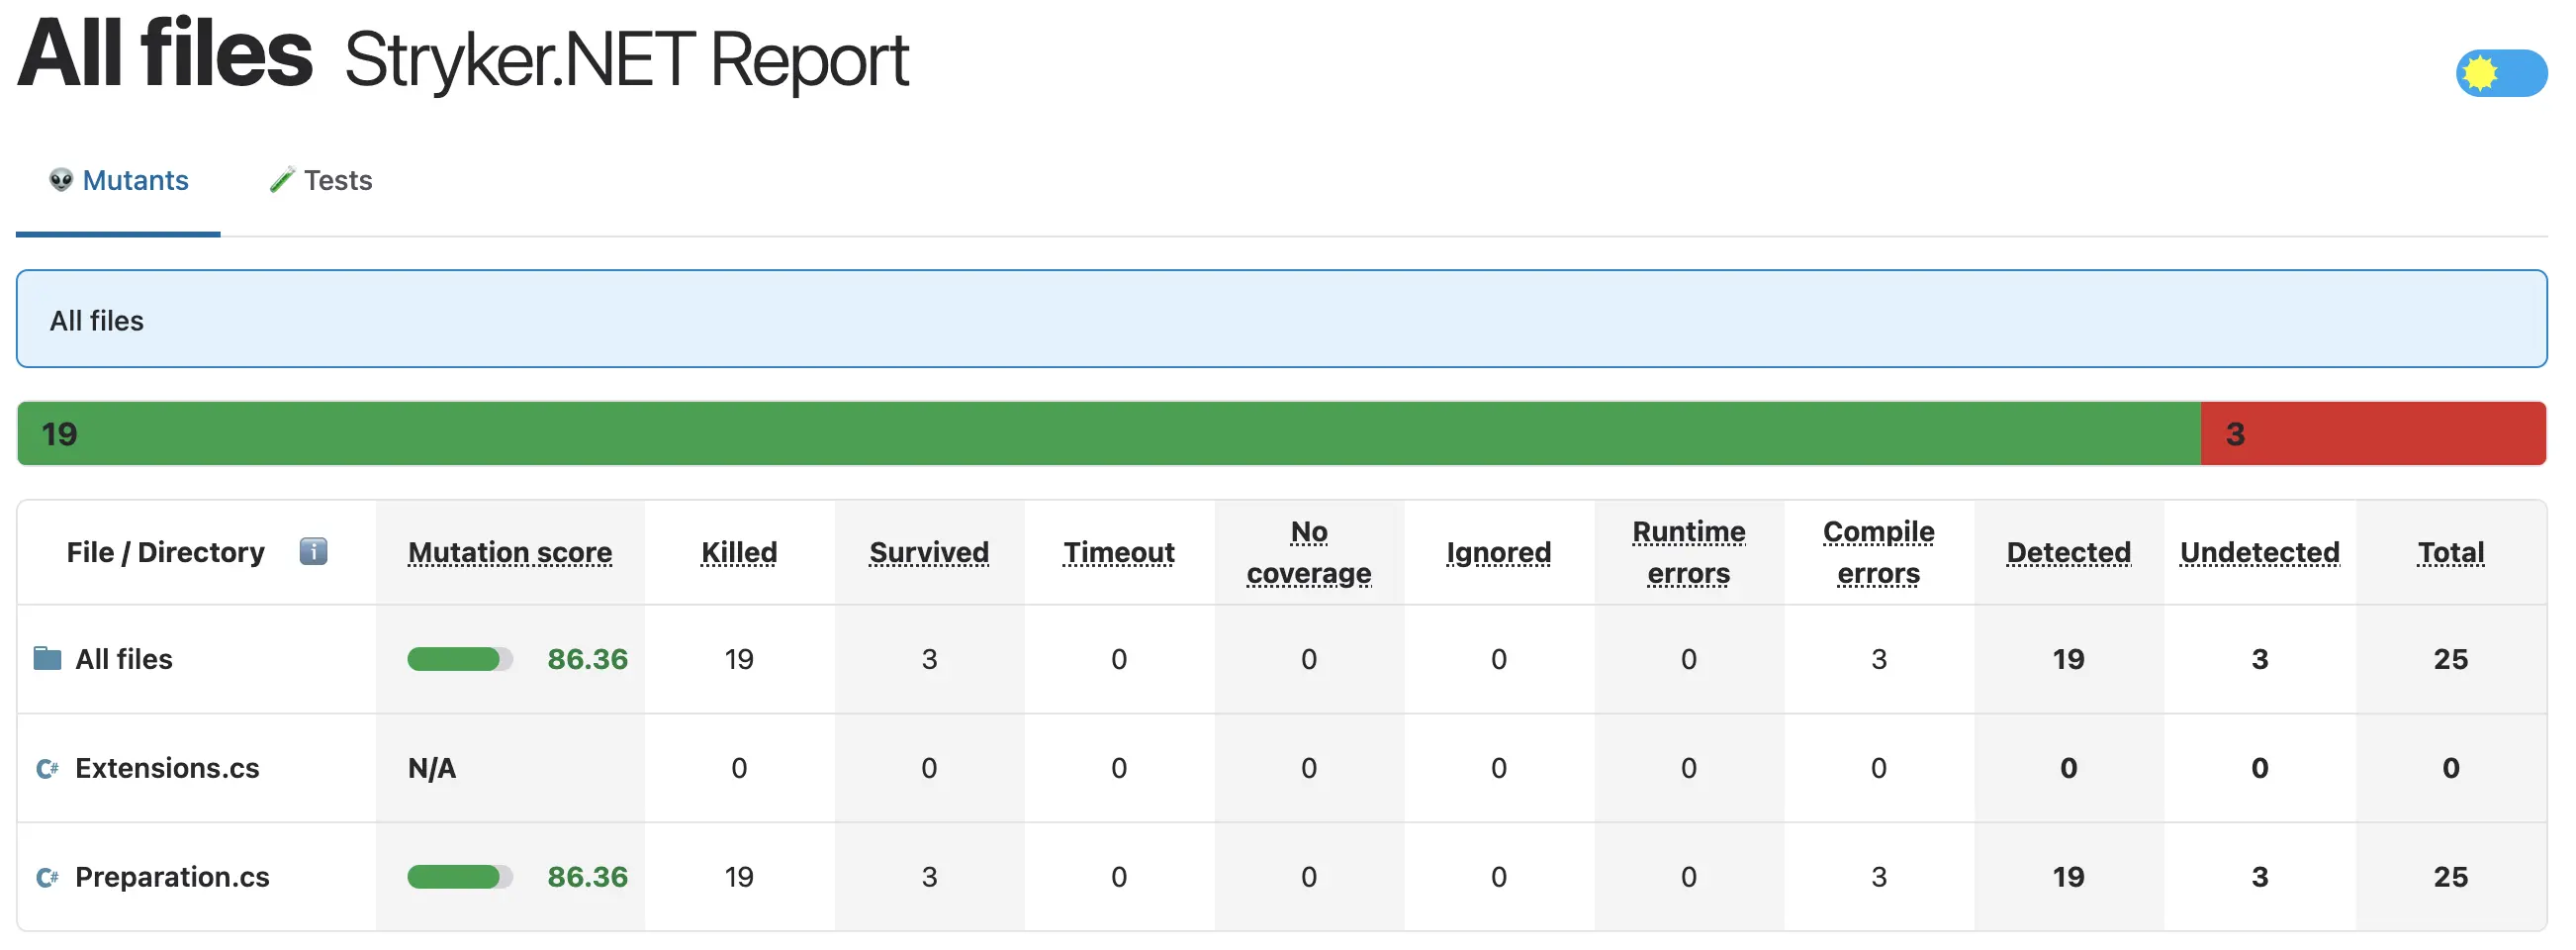 All files Stryker.NET Report
👽 Mutants 🧪 Tests
All files
19 3
File / Directory ℹ️ Mutation score Killed Survived Timeout No coverage Ignored Runtime errors Compile errors Detected Undetected Total
All files 86.36 19 3 0 0 0 0 3 19 3 25
C# Extensions.cs N/A 0 0 0 0 0 0 0 0 0 0
C# Preparation.cs 86.36 19 3 0 0 0 0 3 19 3 25